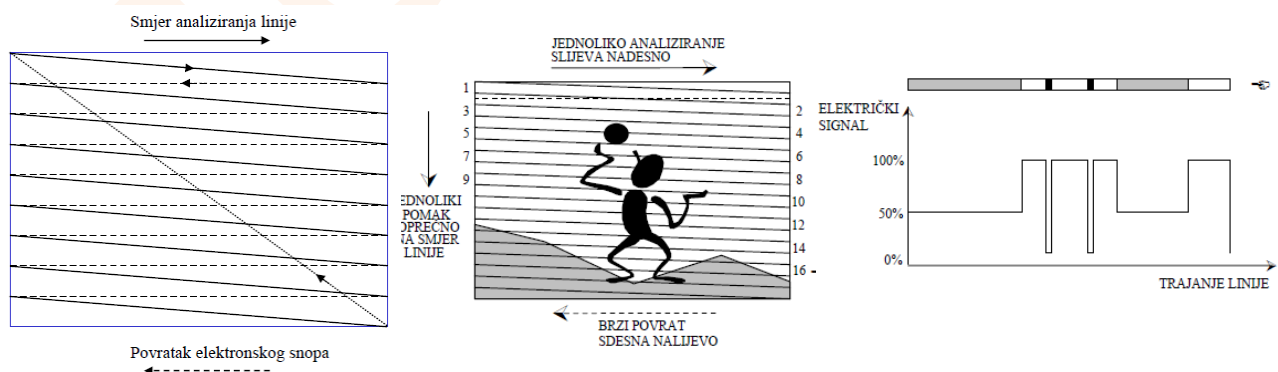 Smjer analiziranja linije
Povratak elektronskog snopa
JEDNOLIKO ANALIZIRANJE
SLIJEVA NADESNO
1
3
5
7
9
2
4
6
8
10
12
14
16
EDNOLIKI
POMAK
OPREČNO
NA SMJER
LINIJE
BRZI POVRAT
SDESNA NALIJEVO
ELEKTRIČKI
SIGNAL
100%
50%
0%
TRAJANJE LINIJE